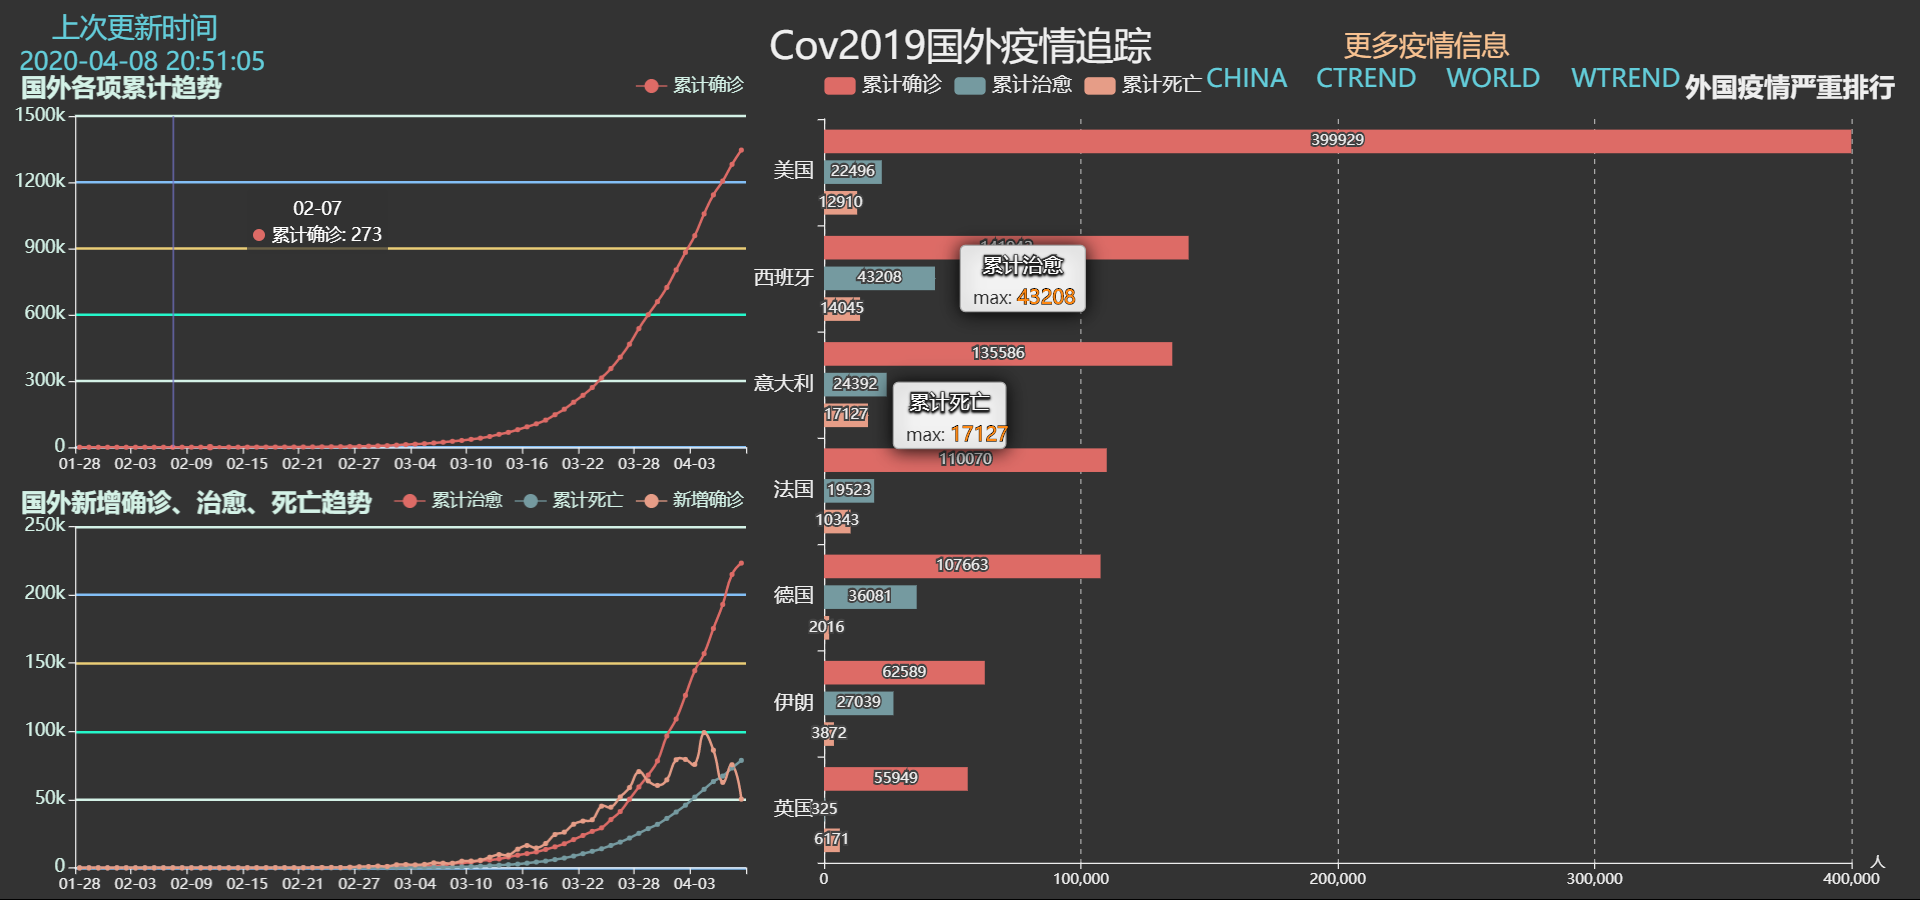 上次更新时间
2020-04-08 20:51:05
Cov2019国外疫情追踪
更多疫情信息
CHINA CTREND WORLD WTREND
国外各项累计趋势
累计确诊
1500k
1200k
900k
600k
300k
0
02-07
累计确诊: 273
01-28 02-03 02-09 02-15 02-21 02-27 03-04 03-10 03-16 03-22 03-28 04-03
国外新增确诊、治愈、死亡趋势
累计治愈 累计死亡 新增确诊
250k
200k
150k
100k
50k
0
01-28 02-03 02-09 02-15 02-21 02-27 03-04 03-10 03-16 03-22 03-28 04-03
累计确诊 累计治愈 累计死亡
外国疫情严重排行
399929
美国 22496
12910
西班牙 43208
14045
累计治愈
max: 43208
135586
意大利 24392
17127
累计死亡
max: 17127
110070
法国 19523
10343
107663
德国 36081
2016
62589
伊朗 27039
3872
55949
英国 325
6171
人
0 100,000 200,000 300,000 400,000